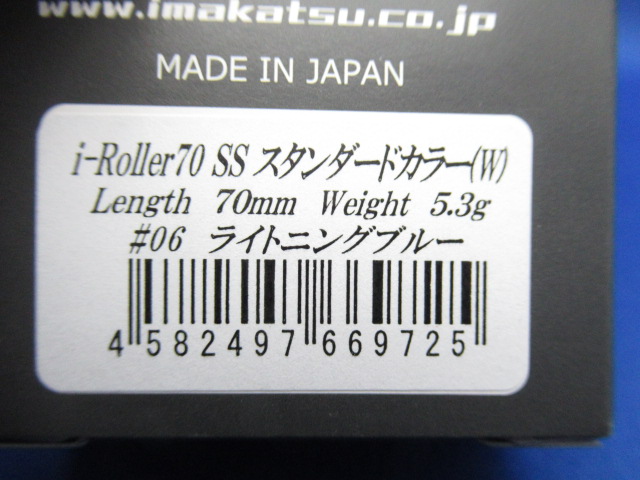 www.imakatsu.co.jp
MADE IN JAPAN
i-Roller70 SS スタンダードカラー(W)
Length 70mm Weight 5.3g
#06 ライトニングブルー
4 582497 669725